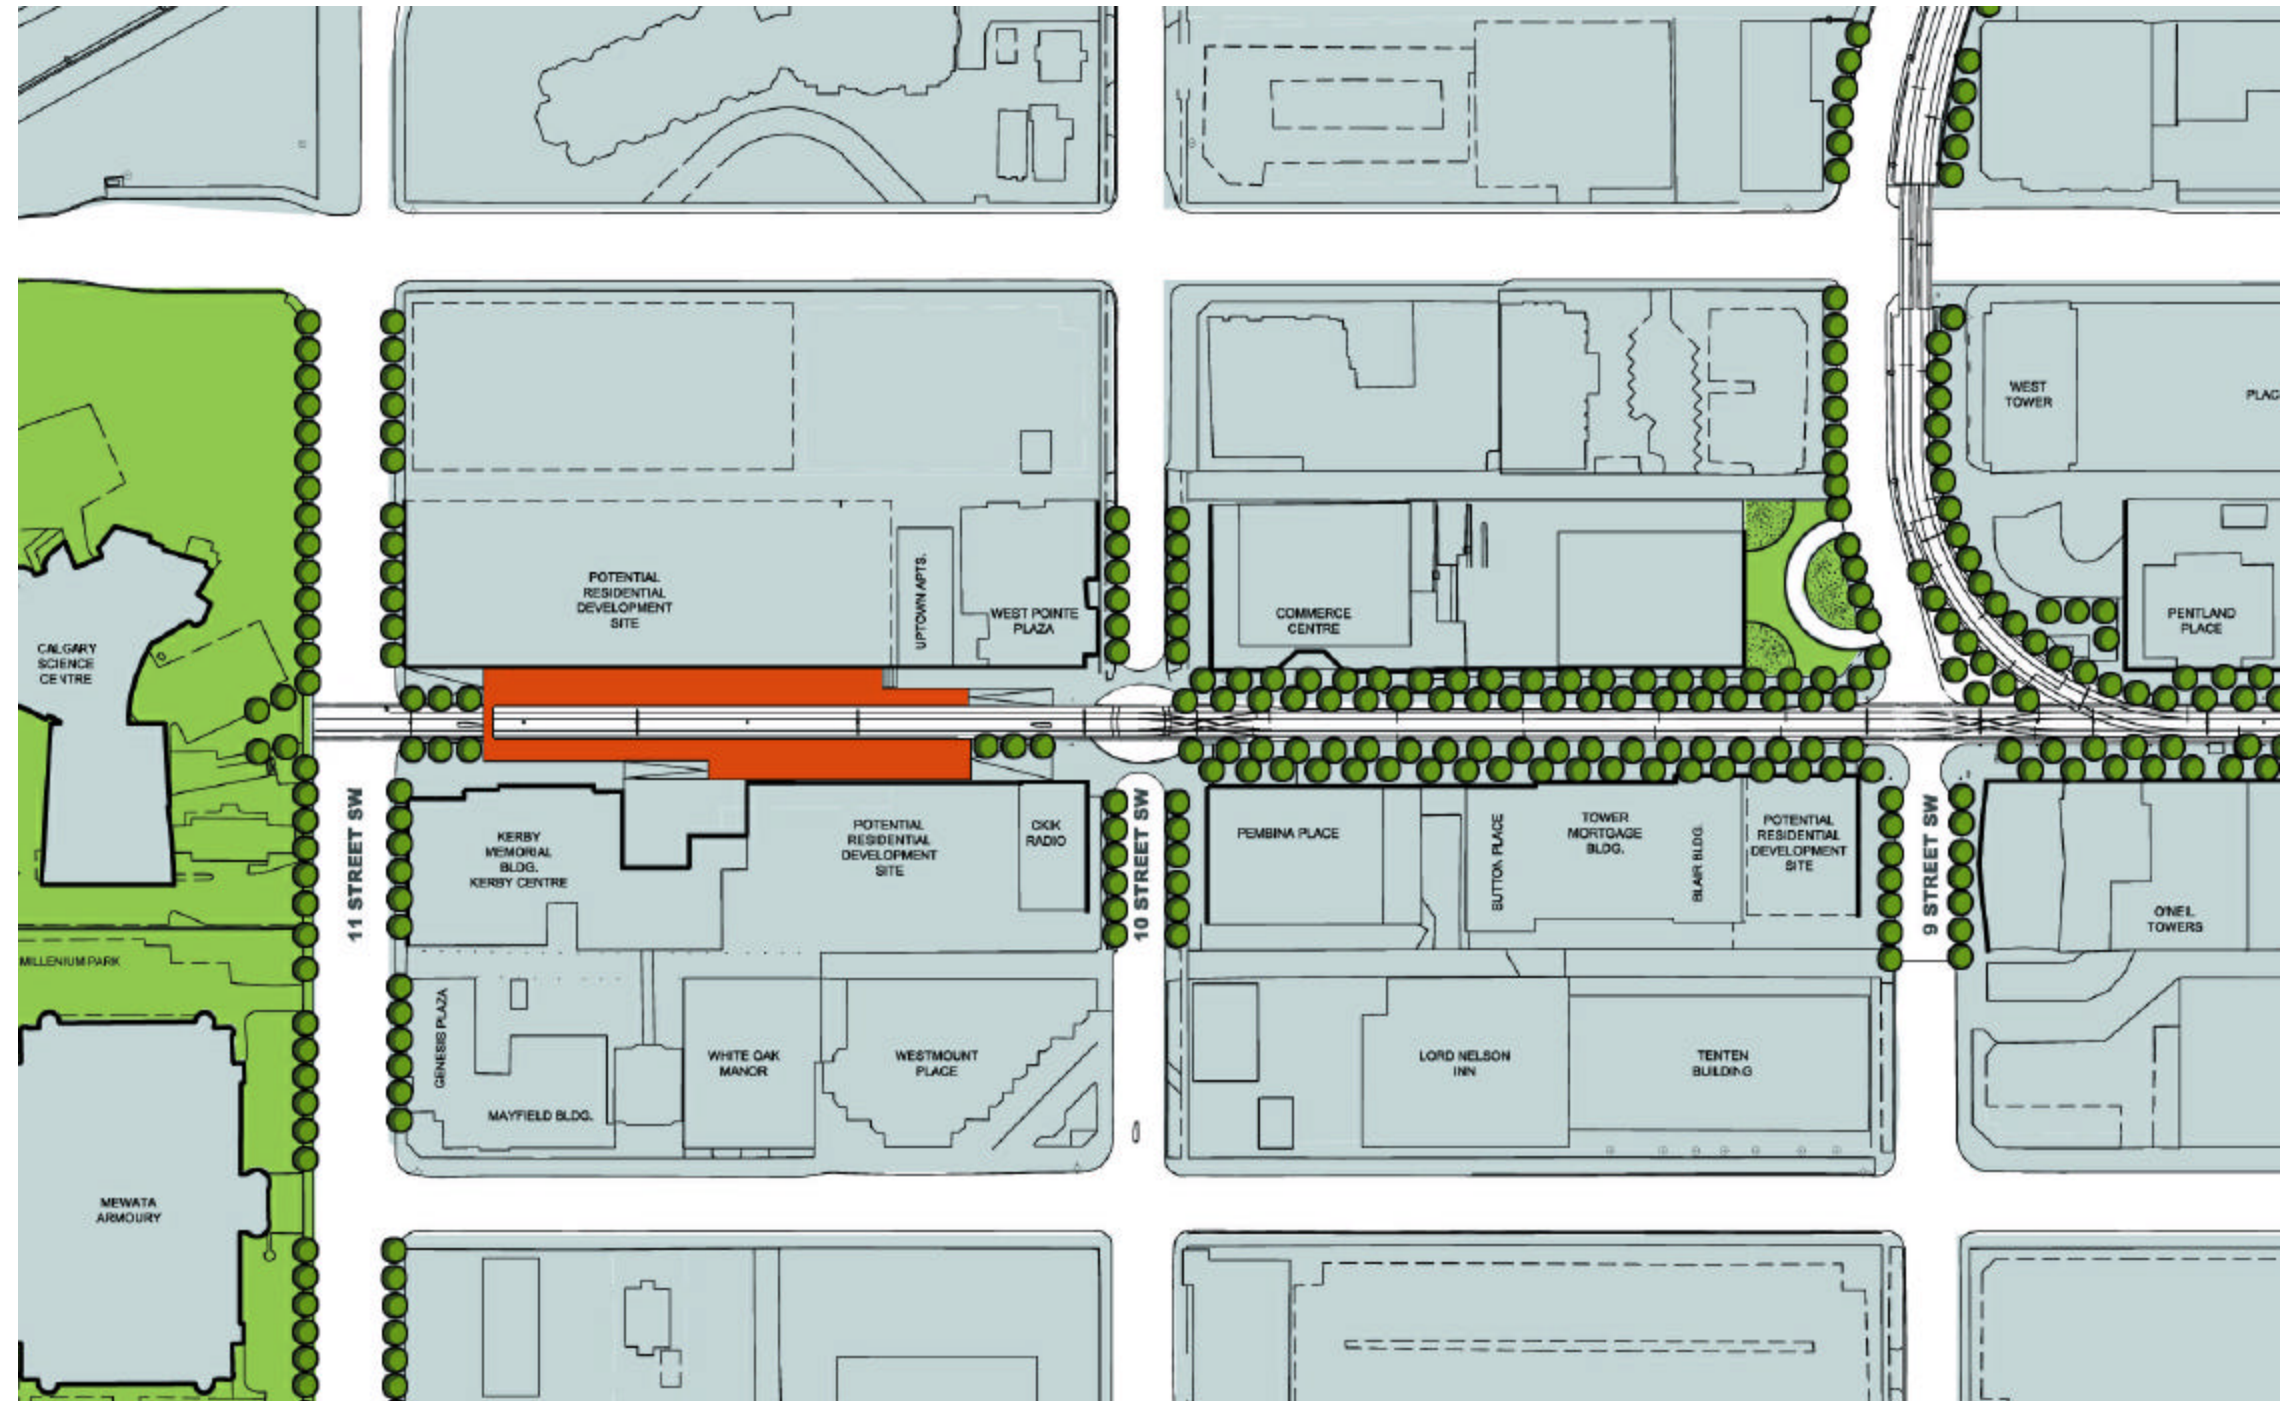 WEST
TOWER
PLAC
POTENTIAL
RESIDENTIAL
DEVELOPMENT
SITE
UPTOWN APTS.
WEST POINTE
PLAZA
COMMERCE
CENTRE
PENTLAND
PLACE
CALGARY
SCIENCE
CENTRE
11 STREET SW
KERBY
MEMORIAL
BLDG.
KERBY CENTRE
POTENTIAL
RESIDENTIAL
DEVELOPMENT
SITE
CKIK
RADIO
10 STREET SW
PEMBINA PLACE
BUTTON PLACE
TOWER
MORTGAGE
BLDG.
BLAIR BLDG.
POTENTIAL
RESIDENTIAL
DEVELOPMENT
SITE
9 STREET SW
O'NEIL
TOWERS
MILLENIUM PARK
GENESIS PLAZA
MAYFIELD BLDG.
WHITE OAK
MANOR
WESTMOUNT
PLACE
LORD NELSON
INN
TENTEN
BUILDING
MEWATA
ARMOURY